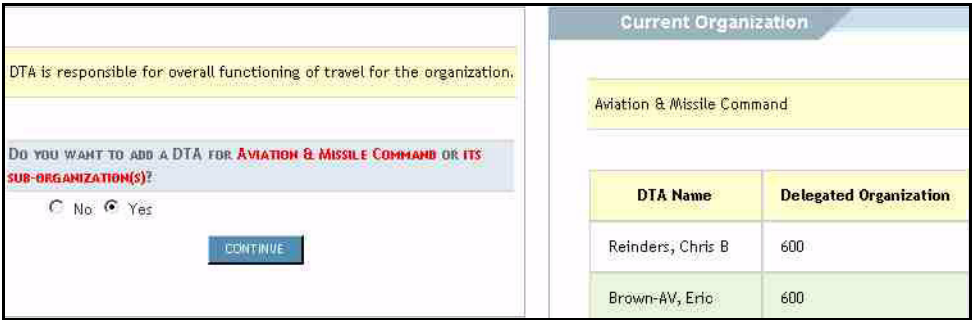 DTA is responsible for overall functioning of travel for the organization.
DO YOU WANT TO ADD A DTA FOR AVIATION & MISSILE COMMAND OR ITS
SUB-ORGANIZATION(S)?
No Yes
CONTINUE
Current Organization
Aviation & Missile Command
DTA Name Delegated Organization
Reinders, Chris B 600
Brown-AV, Eric 600